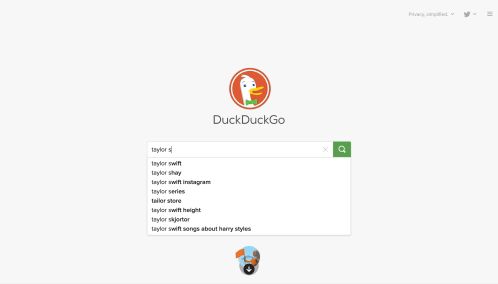 Privacy, simplified.
DuckDuckGo
taylor s
taylor swift
taylor shay
taylor swift instagram
taylor series
tailor store
taylor swift height
taylor skjortor
taylor swift songs about harry styles